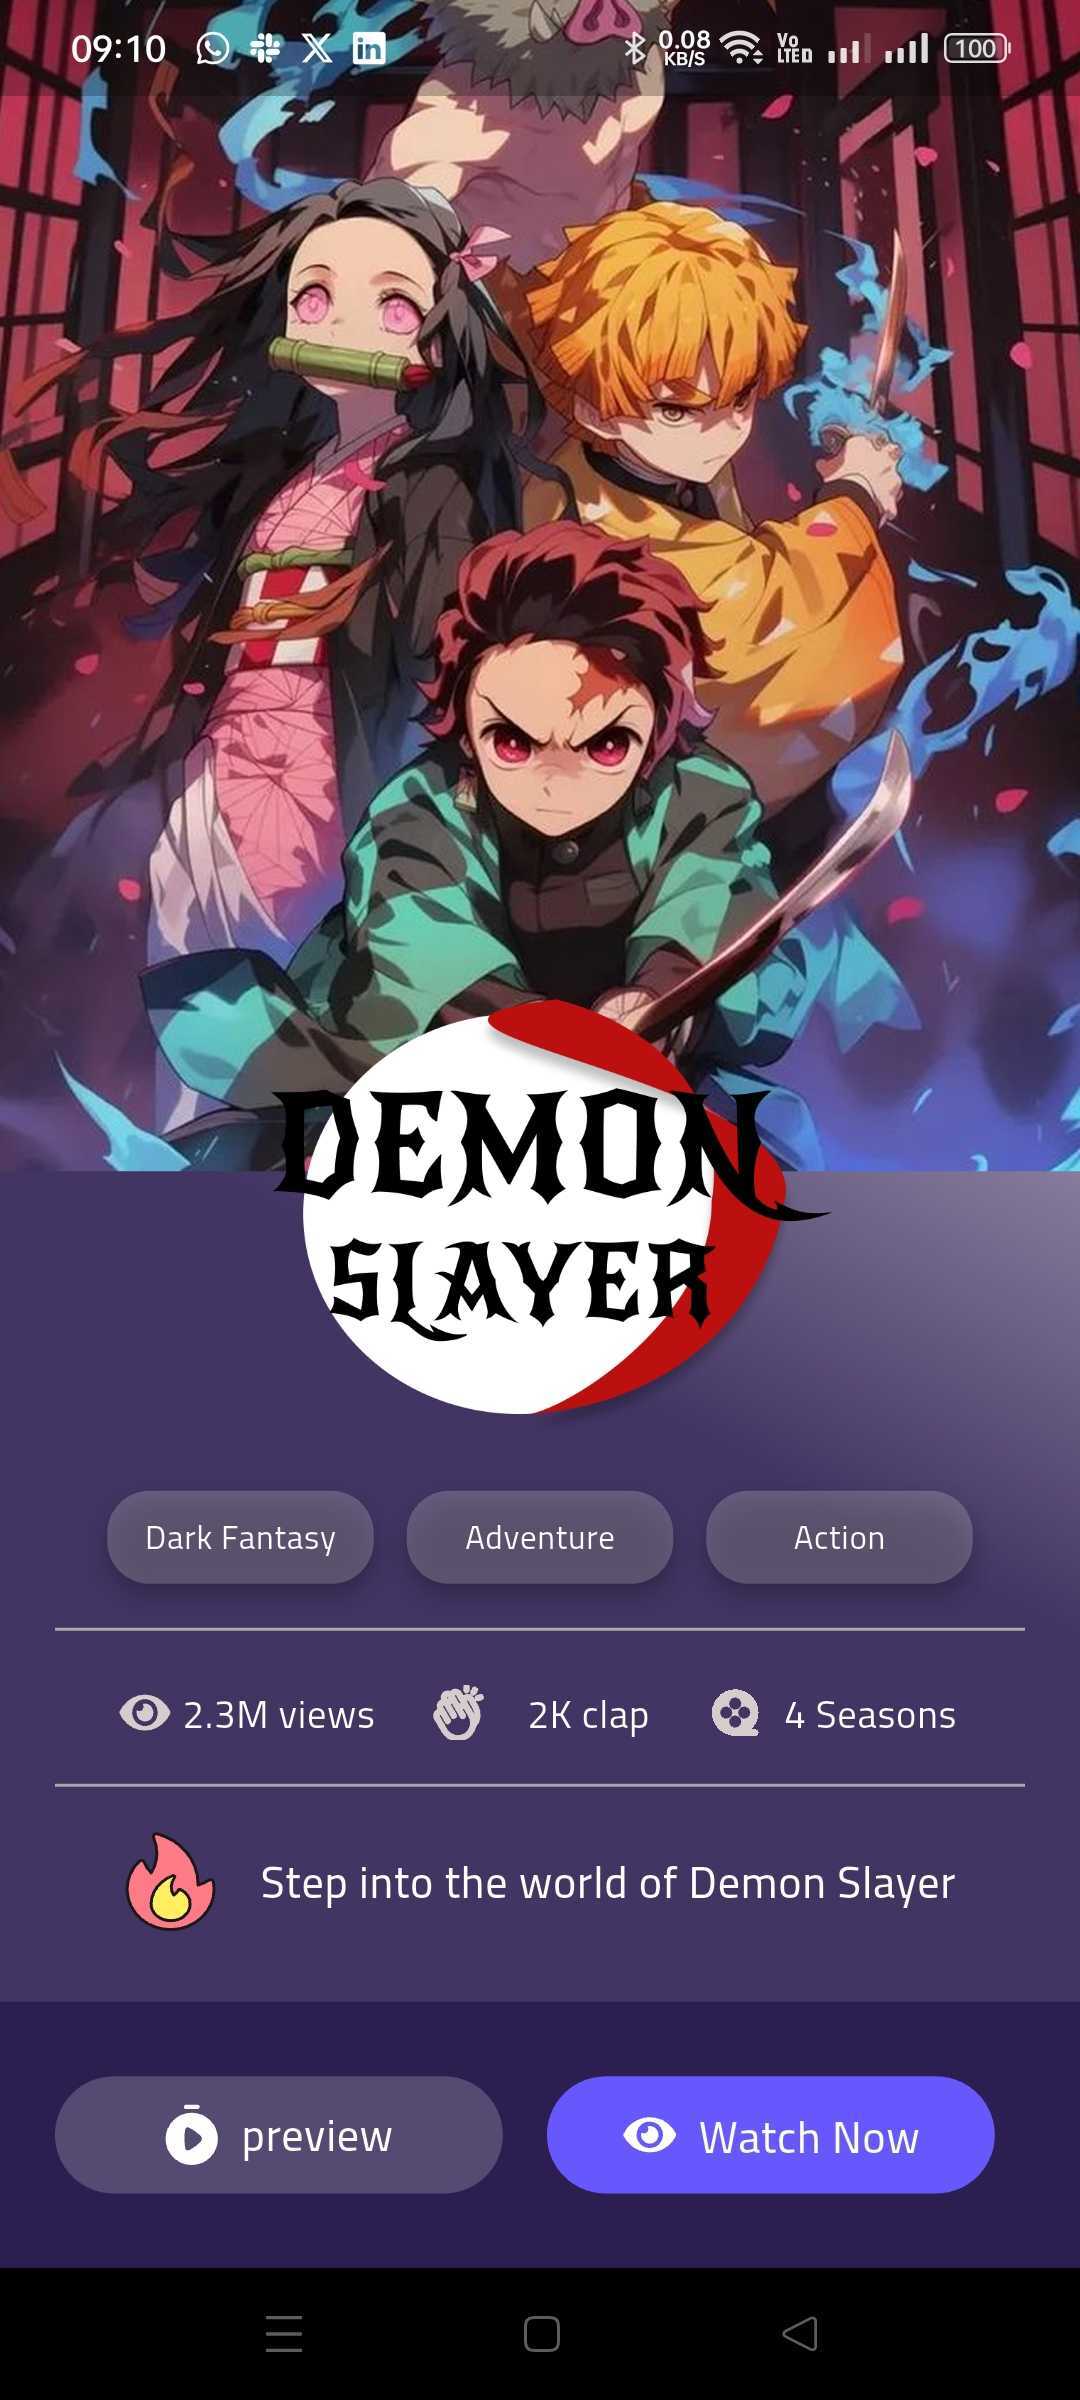 09:10
0.08
KB/S
Vo
LTED
100
DEMON
SLAYER
Dark Fantasy
Adventure
Action
2.3M views
2K clap
4 Seasons
Step into the world of Demon Slayer
preview
Watch Now